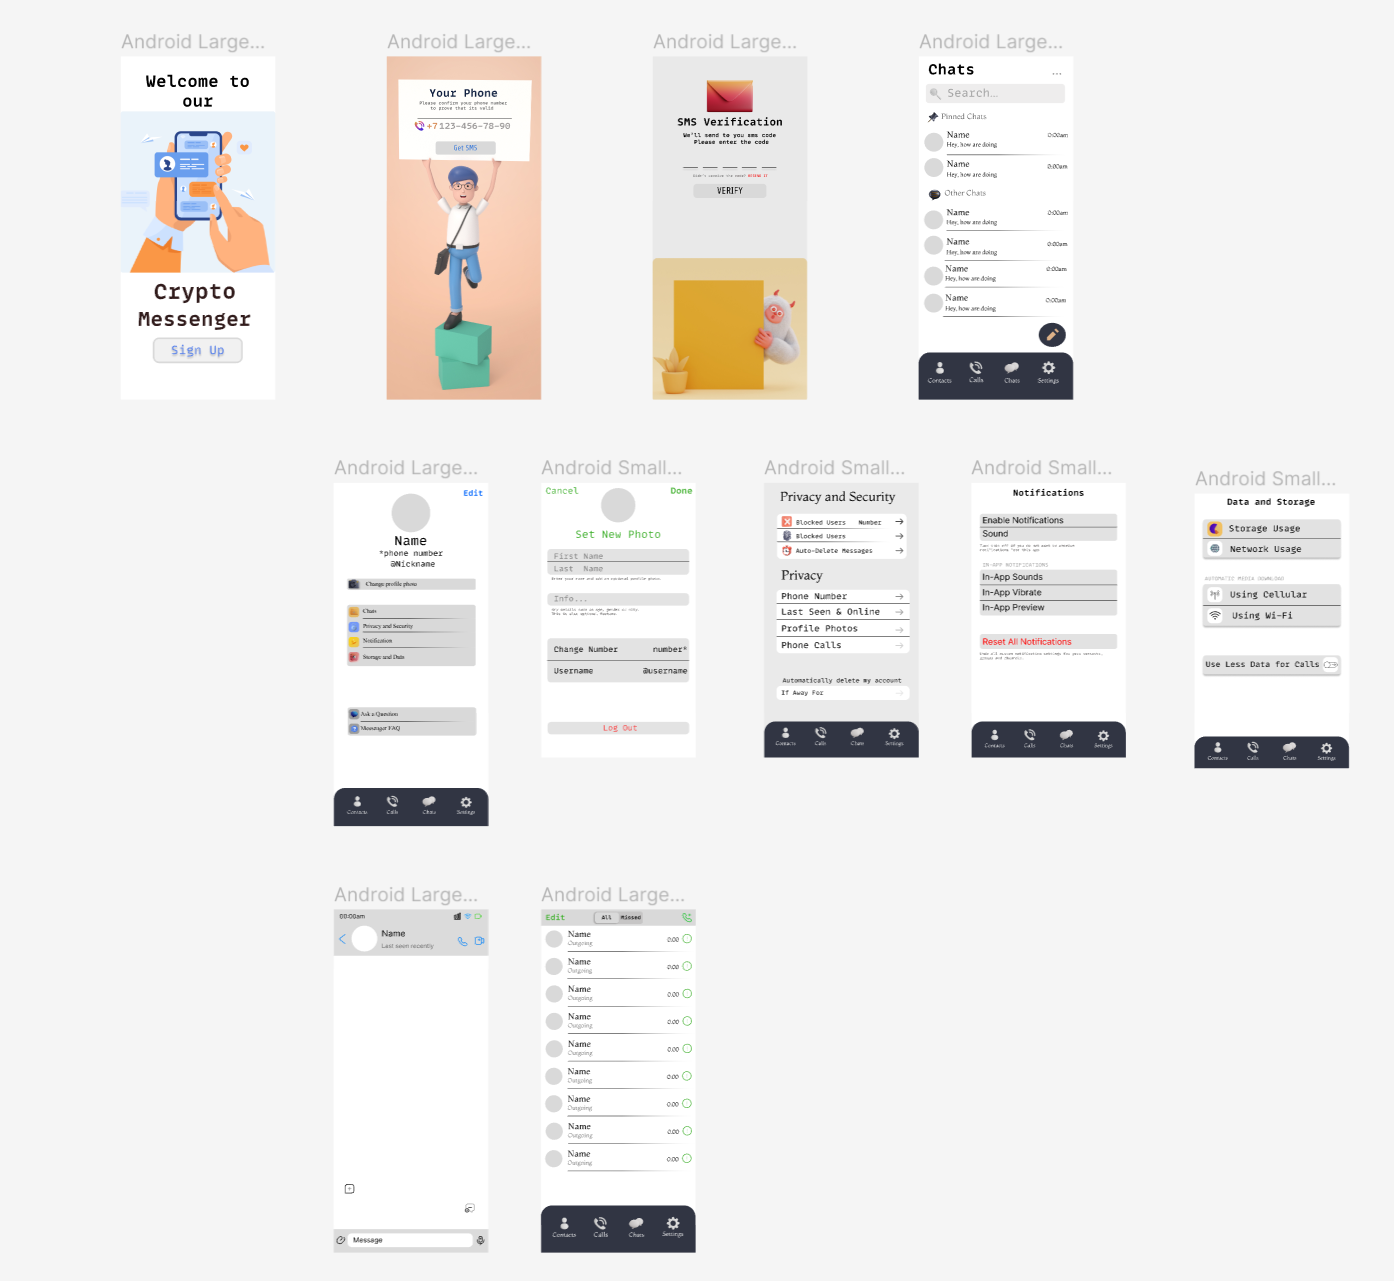 Android Large...
Welcome to
our
Crypto
Messenger
Sign Up
Android Large...
Your Phone
Please confirm your phone number
to prove that its valid
+7 123-456-78-90
Get SMS
Android Large...
SMS Verification
We'll send to you sms code
Please enter the code
VERIFY
Android Large...
Chats
...
Search...
Pinned Chats
Name
0:00am
Hey, how are doing
Name
0:00am
Hey, how are doing
Other Chats
Name
0:00am
Hey, how are doing
Name
0:00am
Hey, how are doing
Name
0:00am
Hey, how are doing
Name
0:00am
Hey, how are doing
Contacts Calls Chats Settings
Android Large...
Edit
Name
*phone number
@Nickname
Change profile photo
Chats
Privacy and Security
Notification
Storage and Data
Ask a Question
Messenger FAQ
Contacts Calls Chats Settings
Android Small...
Cancel Done
Set New Photo
First Name
Last Name
Info...
Change Number number*
Username @username
Log Out
Android Small...
Privacy and Security
Blocked Users Number
Blocked Users
Auto-Delete Messages
Privacy
Phone Number
Last Seen & Online
Profile Photos
Phone Calls
Automatically delete my account
If Away For
Contacts Calls Chats Settings
Android Small...
Notifications
Enable Notifications
Sound
IN-APP NOTIFICATIONS
In-App Sounds
In-App Vibrate
In-App Preview
Reset All Notifications
Contacts Calls Chats Settings
Android Small...
Data and Storage
Storage Usage
Network Usage
AUTOMATIC MEDIA DOWNLOAD
Using Cellular
Using Wi-Fi
Use Less Data for Calls
Contacts Calls Chats Settings
Android Large...
00:00am
Name
Last seen recently
Message
Android Large...
Edit All Missed
Name
Outgoing
0:00
Name
Outgoing
0:00
Name
Outgoing
0:00
Name
Outgoing
0:00
Name
Outgoing
0:00
Name
Outgoing
0:00
Name
Outgoing
0:00
Name
Outgoing
0:00
Name
Outgoing
0:00
Contacts Calls Chats Settings